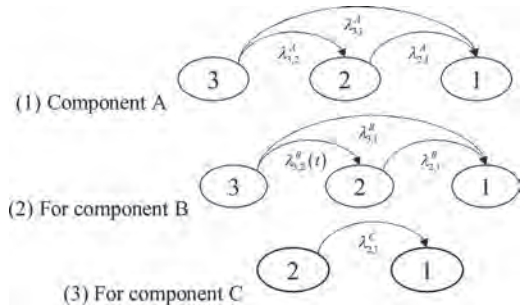 λ^A_{3,1}
λ^A_{3,2} λ^A_{2,1}
3 2 1
(1) Component A
λ^B_{3,1}
λ^B_{3,2}(t) λ^B_{2,1}
3 2 1
(2) For component B
λ^C_{2,1}
2 1
(3) For component C